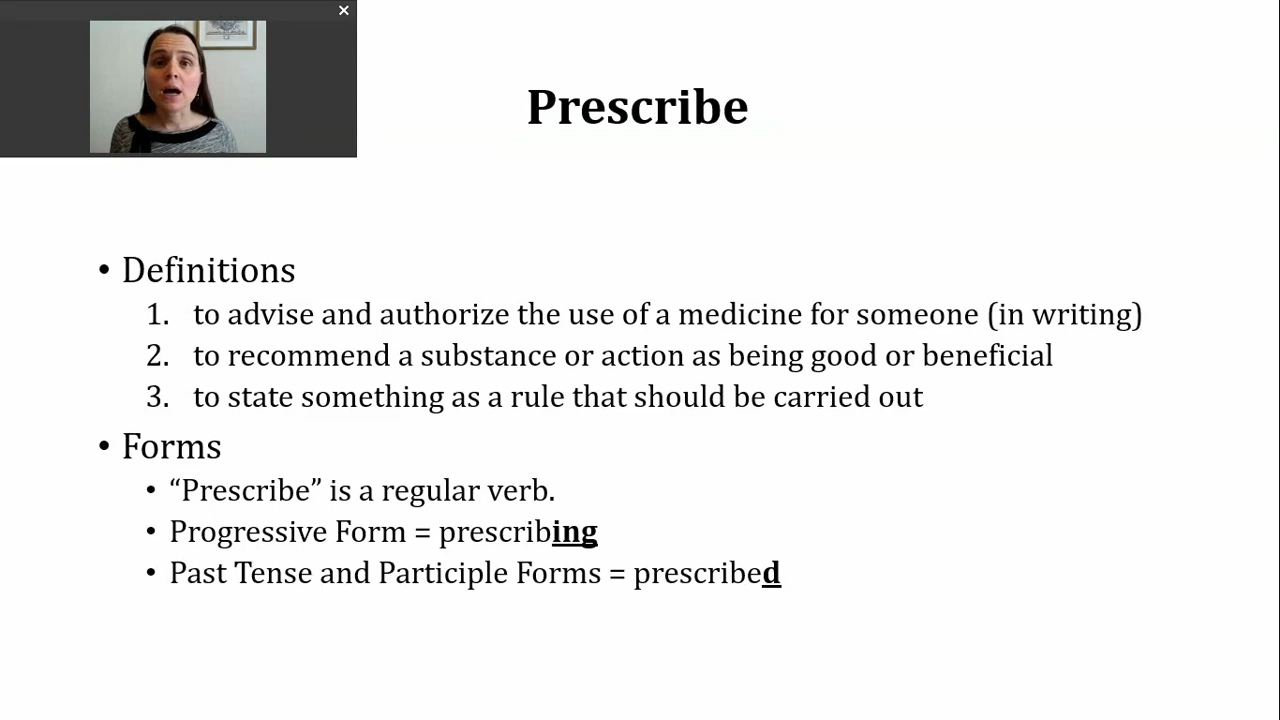 Prescribe
• Definitions
1. to advise and authorize the use of a medicine for someone (in writing)
2. to recommend a substance or action as being good or beneficial
3. to state something as a rule that should be carried out
• Forms
• “Prescribe” is a regular verb.
• Progressive Form = prescribing
• Past Tense and Participle Forms = prescribed